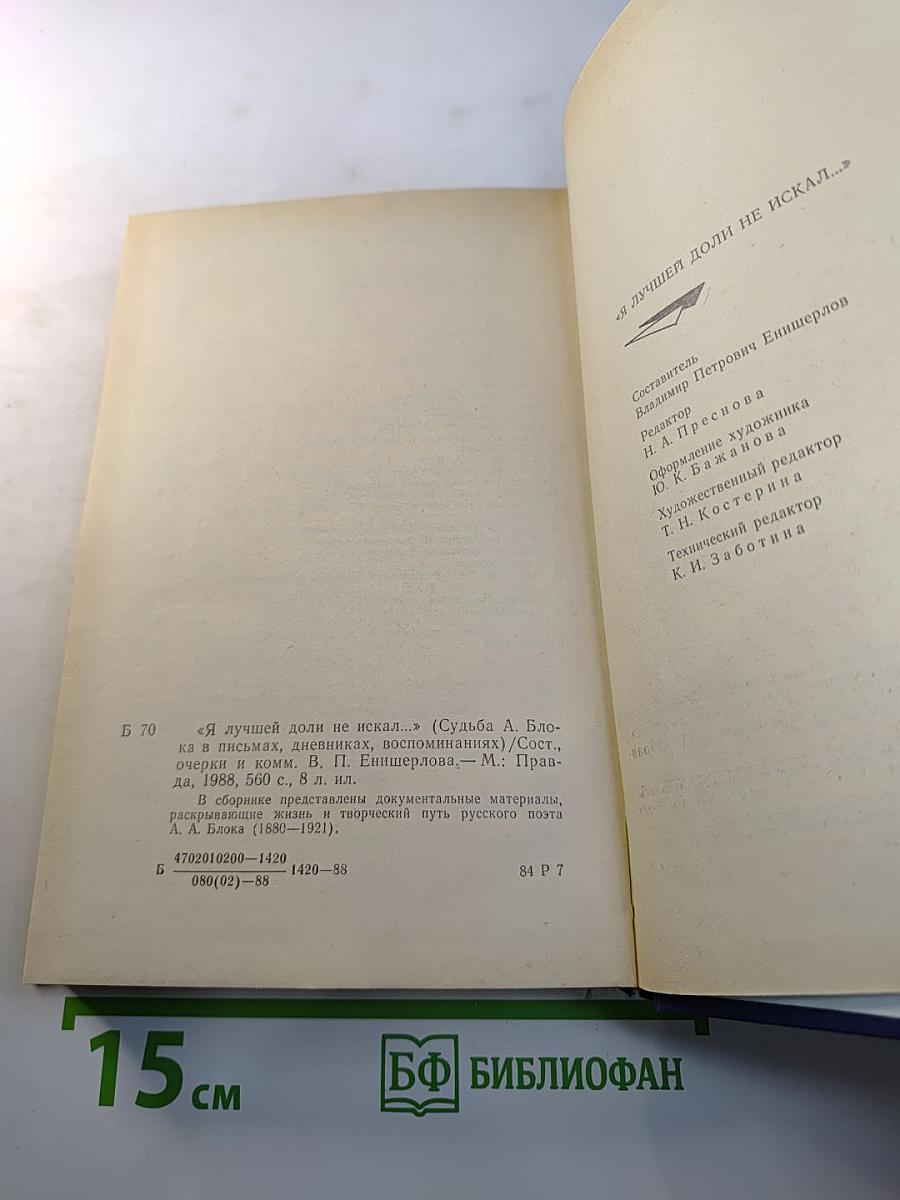 Б 70 «Я лучшей доли не искал...» (Судьба А. Бло-
ка в письмах, дневниках, воспоминаниях)/Сост.,
очерки и комм. В. П. Енишерлова.— М.: Прав-
да, 1988, 560 с., 8 л. ил.
В сборнике представлены документальные материалы,
раскрывающие жизнь и творческий путь русского поэта
А. А. Блока (1880—1921).
Б 4702010200—1420
080(02)—88
1420—88 84 Р 7
«Я ЛУЧШЕЙ ДОЛИ НЕ ИСКАЛ...»
Составитель
Владимир Петрович Енишерлов
Редактор
Н. А. Преснова
Оформление художника
Ю. К. Бажанова
Художественный редактор
Т. Н. Костерина
Технический редактор
К. И. Заботина
15 см
БФ БИБЛИОФАН